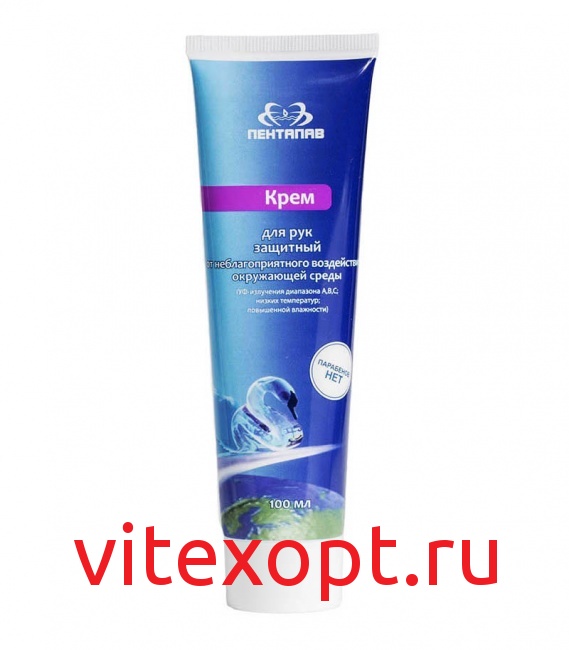 ПЕНТАПАВ
Крем
для рук
защитный
от неблагоприятного воздействи
окружающей среды
(УФ-излучения диапазона А,В,С;
низких температур;
повышенной влажности)
ПАРАБЕНОВ
НЕТ
100 мл
vitexopt.ru